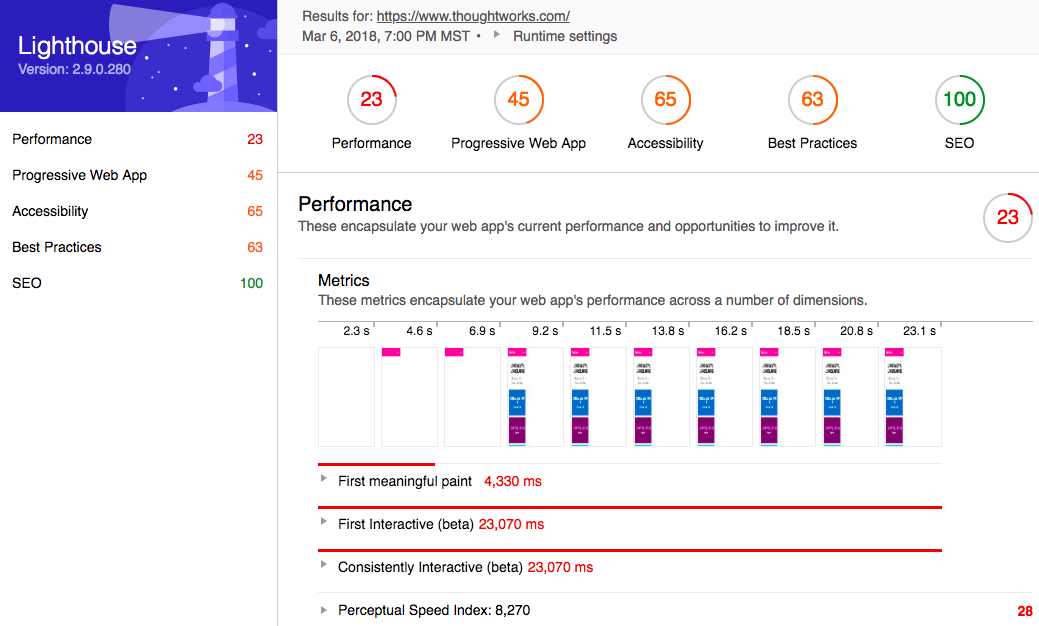 Lighthouse
Version: 2.9.0.280
Performance 23
Progressive Web App 45
Accessibility 65
Best Practices 63
SEO 100
Results for: https://www.thoughtworks.com/
Mar 6, 2018, 7:00 PM MST • Runtime settings
23 45 65 63 100
Performance Progressive Web App Accessibility Best Practices SEO
Performance
These encapsulate your web app's current performance and opportunities to improve it.
23
Metrics
These metrics encapsulate your web app's performance across a number of dimensions.
2.3 s 4.6 s 6.9 s 9.2 s 11.5 s 13.8 s 16.2 s 18.5 s 20.8 s 23.1 s
First meaningful paint 4,330 ms
First Interactive (beta) 23,070 ms
Consistently Interactive (beta) 23,070 ms
Perceptual Speed Index: 8,270 28